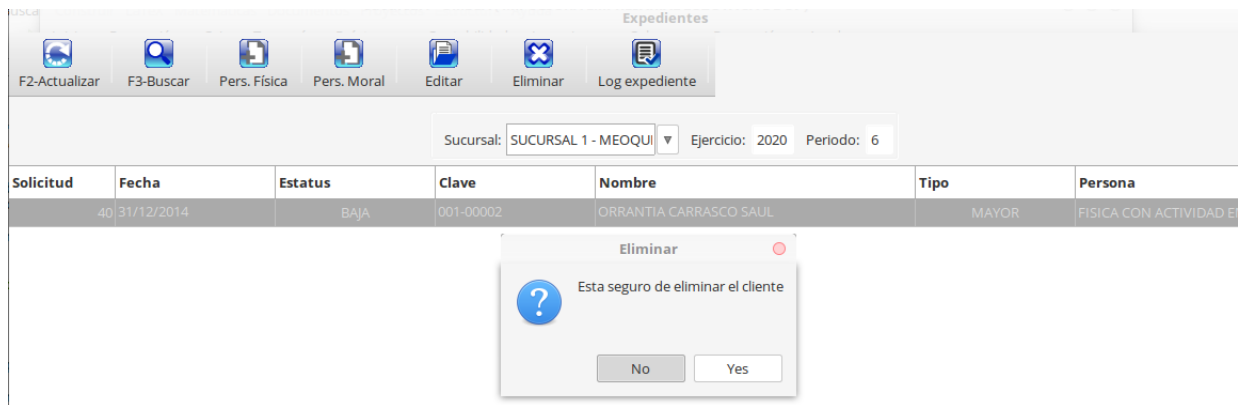 Expedientes
F2-Actualizar F3-Buscar Pers. Física Pers. Moral Editar Eliminar Log expediente
Sucursal: SUCURSAL 1 - MEOQUI Ejercicio: 2020 Periodo: 6
Solicitud Fecha Estatus Clave Nombre Tipo Persona
40 31/12/2014 BAJA 001-00002 ORRANTIA CARRASCO SAUL MAYOR FISICA CON ACTIVIDAD
Eliminar
Esta seguro de eliminar el cliente
No Yes